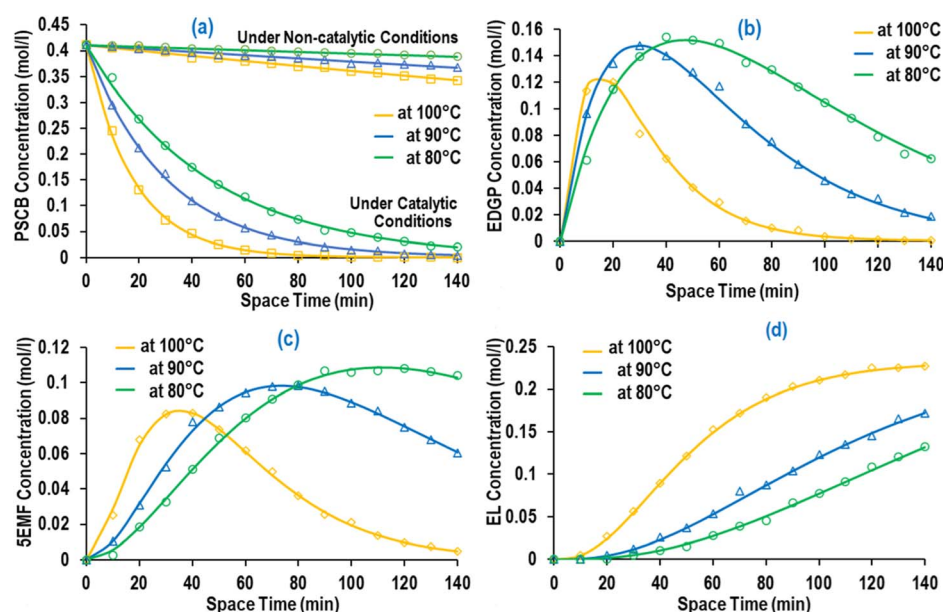 (a)
PSCB Concentration (mol/l)
0.45
0.4
0.35
0.3
0.25
0.2
0.15
0.1
0.05
0
Under Non-catalytic Conditions
at 100°C
at 90°C
at 80°C
Under Catalytic
Conditions
0 20 40 60 80 100 120 140
Space Time (min)
(b)
EDGP Concentration (mol/l)
0.16
0.14
0.12
0.1
0.08
0.06
0.04
0.02
0
at 100°C
at 90°C
at 80°C
0 20 40 60 80 100 120 140
Space Time (min)
(c)
5EMF Concentration (mol/l)
0.12
0.1
0.08
0.06
0.04
0.02
0
at 100°C
at 90°C
at 80°C
0 20 40 60 80 100 120 140
Space Time (min)
(d)
EL Concentration (mol/l)
0.25
0.2
0.15
0.1
0.05
0
at 100°C
at 90°C
at 80°C
0 20 40 60 80 100 120 140
Space Time (min)